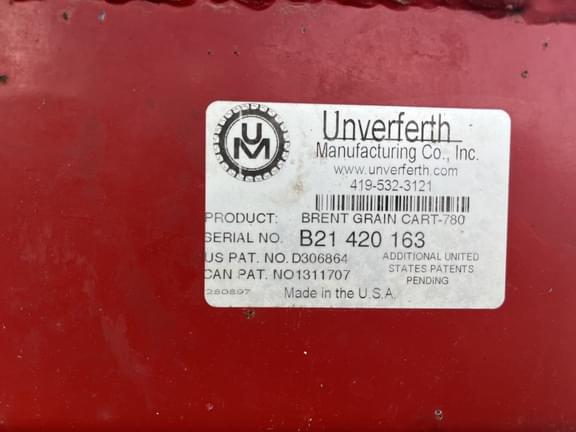 UM
Unverferth
Manufacturing Co., Inc.
www.unverferth.com
419-532-3121
PRODUCT: BRENT GRAIN CART-780
SERIAL NO. B21 420 163
US PAT. NO. D306864
CAN PAT. NO1311707
ADDITIONAL UNITED
STATES PATENTS
PENDING
280897
Made in the U.S.A.